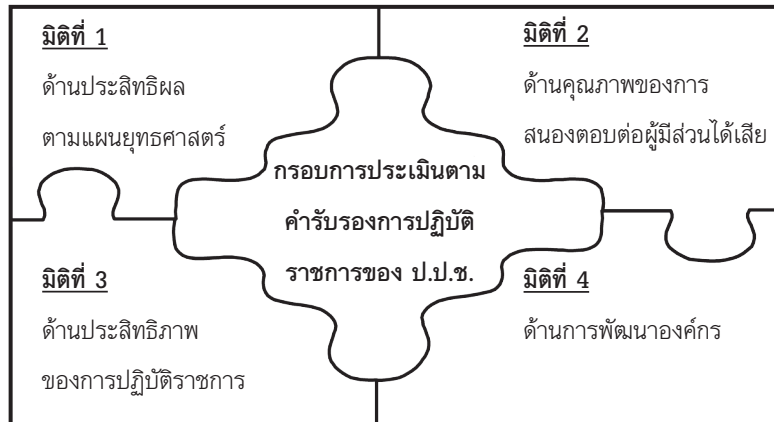 มิติที่ 1
ด้านประสิทธิผล
ตามแผนยุทธศาสตร์
มิติที่ 2
ด้านคุณภาพของการ
สนองตอบต่อผู้มีส่วนได้เสีย
กรอบการประเมินตาม
คำรับรองการปฏิบัติ
ราชการของ ป.ป.ช.
มิติที่ 3
ด้านประสิทธิภาพ
ของการปฏิบัติราชการ
มิติที่ 4
ด้านการพัฒนาองค์กร